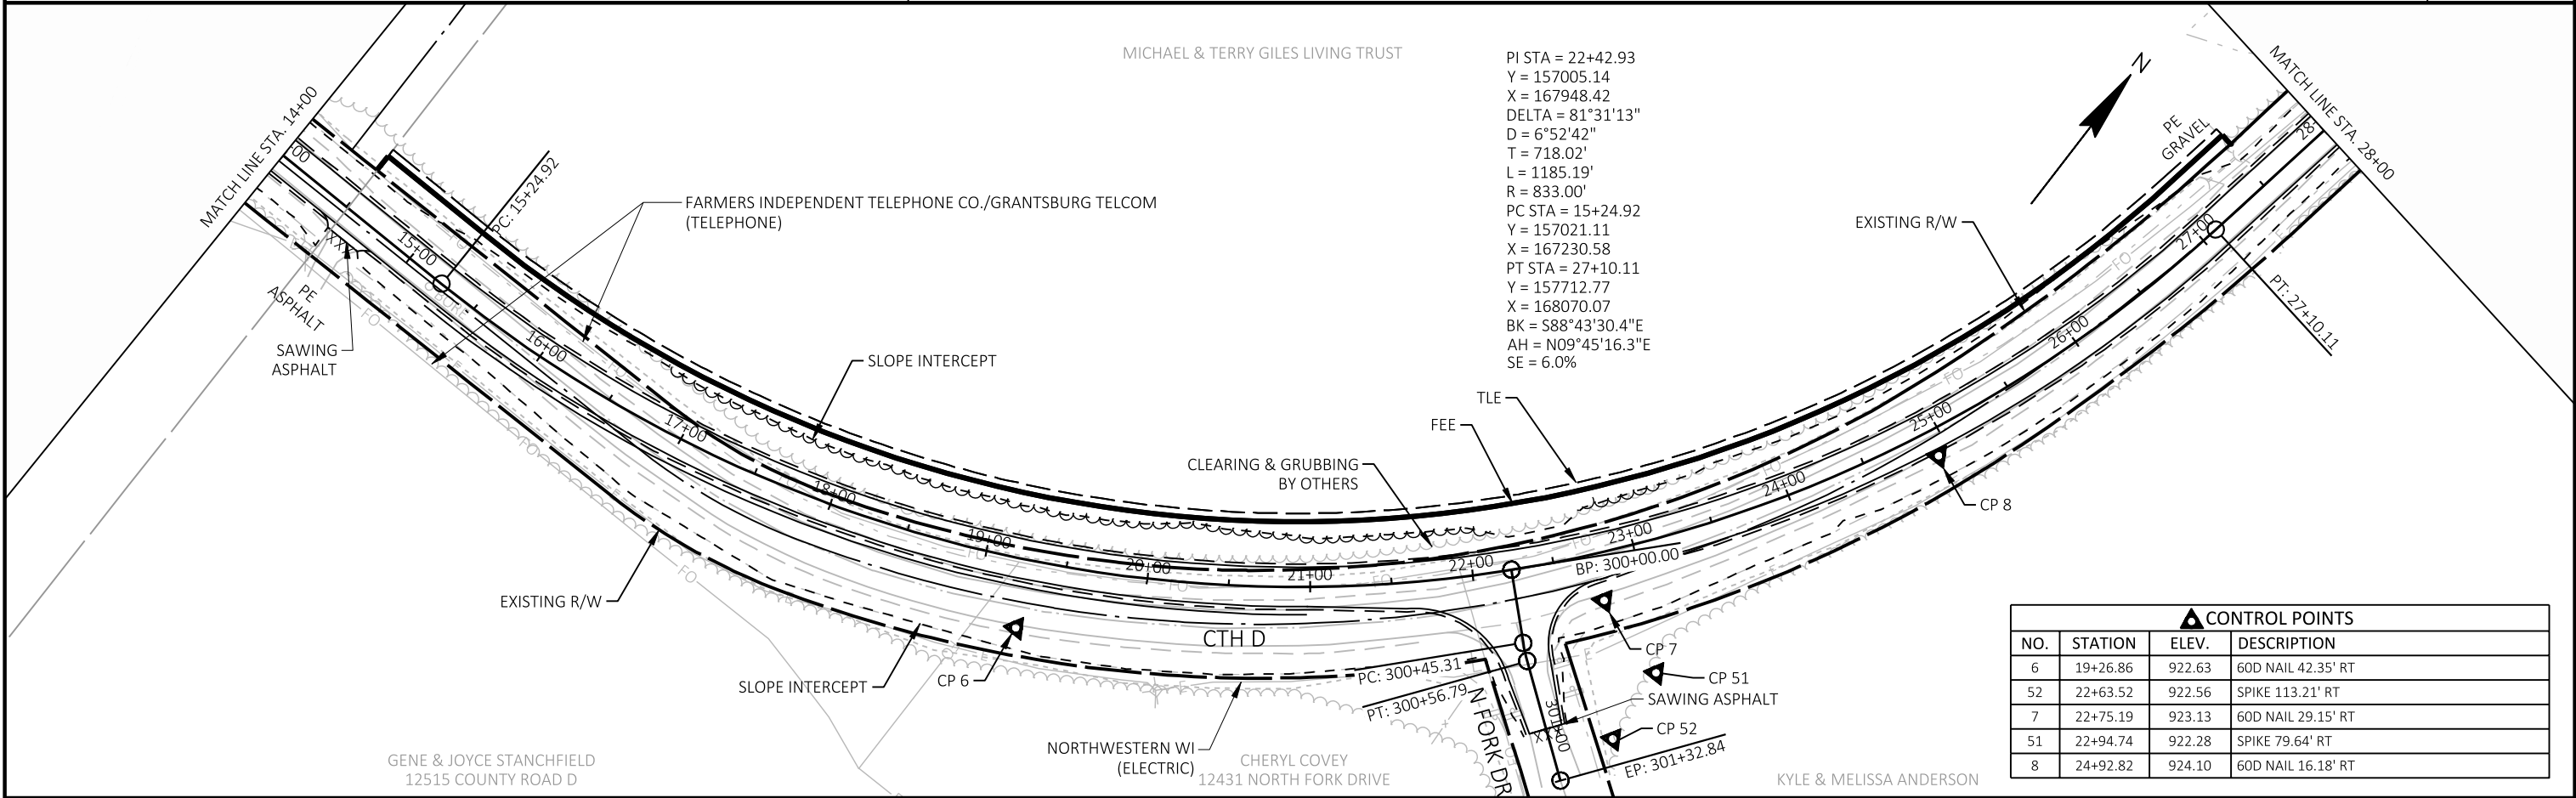 MICHAEL & TERRY GILES LIVING TRUST
PI STA = 22+42.93
Y = 157005.14
X = 167948.42
DELTA = 81°31'13"
D = 6°52'42"
T = 718.02'
L = 1185.19'
R = 833.00'
PC STA = 15+24.92
Y = 157021.11
X = 167230.58
PT STA = 27+10.11
Y = 157712.77
X = 168070.07
BK = S88°43'30.4"E
AH = N09°45'16.3"E
SE = 6.0%
N
MATCH LINE STA. 14+00
MATCH LINE STA. 28+00
PC: 15+24.92
FARMERS INDEPENDENT TELEPHONE CO./GRANTSBURG TELCOM
(TELEPHONE)
PE
GRAVEL
EXISTING R/W
PT: 27+10.11
PE
ASPHALT
SAWING
ASPHALT
00
15+00
16+00
17+00
18+00
19+00
20+00
21+00
22+00
23+00
24+00
25+00
26+00
27+00
28
SLOPE INTERCEPT
TLE
FEE
CLEARING & GRUBBING
BY OTHERS
CP 8
BP: 300+00.00
EXISTING R/W
CTH D
CP 7
CP 6
SLOPE INTERCEPT
PC: 300+45.31
PT: 300+56.79
CP 51
SAWING ASPHALT
CP 52
301+00
EP: 301+32.84
N FORK DR
NORTHWESTERN WI
(ELECTRIC)
GENE & JOYCE STANCHFIELD
12515 COUNTY ROAD D
CHERYL COVEY
12431 NORTH FORK DRIVE
KYLE & MELISSA ANDERSON
FO
FO
FO
FO
FO
FO
FO
FO
FO
XXX
XXX
CONTROL POINTS
NO. STATION ELEV. DESCRIPTION
6 19+26.86 922.63 60D NAIL 42.35' RT
52 22+63.52 922.56 SPIKE 113.21' RT
7 22+75.19 923.13 60D NAIL 29.15' RT
51 22+94.74 922.28 SPIKE 79.64' RT
8 24+92.82 924.10 60D NAIL 16.18' RT